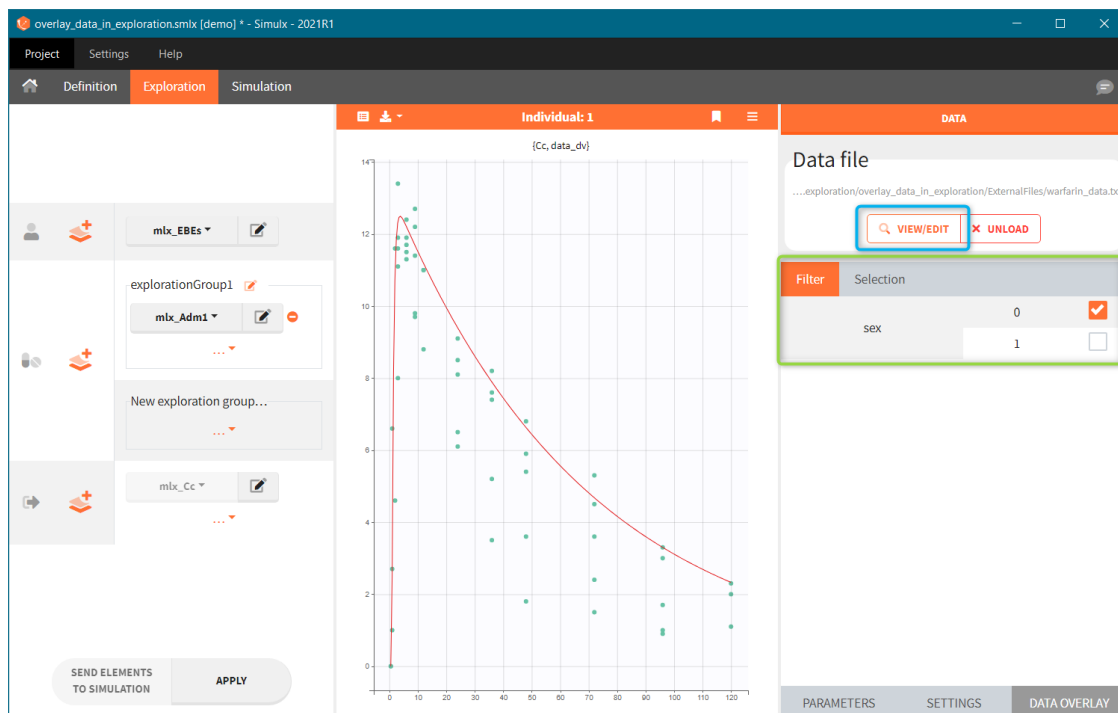 overlay_data_in_exploration.smlx [demo] * - Simulx - 2021R1
Project Settings Help
Definition Exploration Simulation
mlx_EBEs
explorationGroup1
mlx_Adm1
...
New exploration group...
...
mlx_Cc
...
SEND ELEMENTS
TO SIMULATION
APPLY
Individual: 1
{Cc, data_dv}
14
12
10
8
6
4
2
0
0 10 20 30 40 50 60 70 80 90 100 110 120
DATA
Data file
....exploration/overlay_data_in_exploration/ExternalFiles/warfarin_data.txt
VIEW/EDIT UNLOAD
Filter Selection
sex
0
1
PARAMETERS SETTINGS DATA OVERLAY